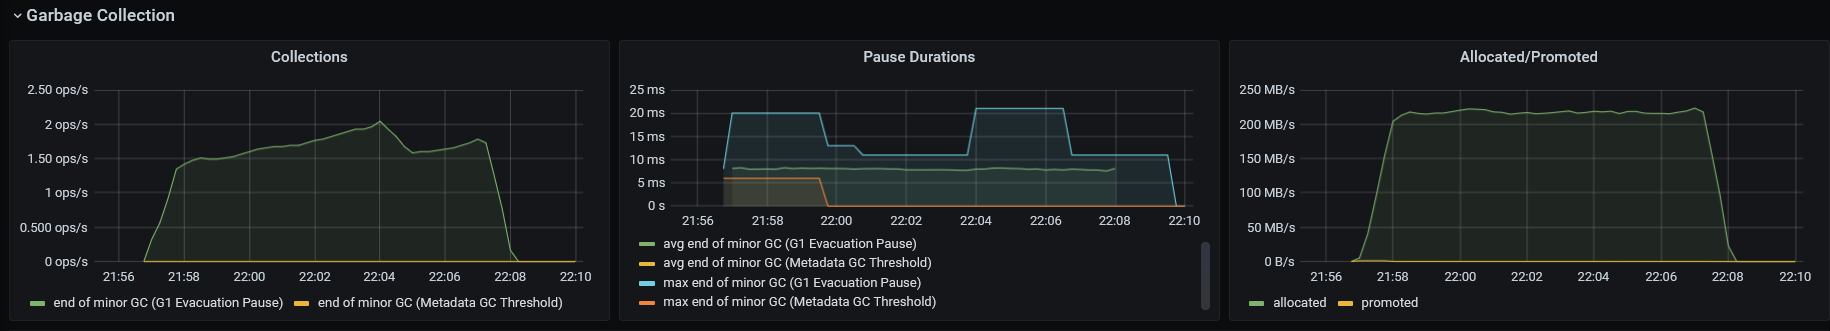 Garbage Collection
Collections
2.50 ops/s
2 ops/s
1.50 ops/s
1 ops/s
0.500 ops/s
0 ops/s
21:56 21:58 22:00 22:02 22:04 22:06 22:08 22:10
end of minor GC (G1 Evacuation Pause) end of minor GC (Metadata GC Threshold)
Pause Durations
25 ms
20 ms
15 ms
10 ms
5 ms
0 s
21:56 21:58 22:00 22:02 22:04 22:06 22:08 22:10
avg end of minor GC (G1 Evacuation Pause)
avg end of minor GC (Metadata GC Threshold)
max end of minor GC (G1 Evacuation Pause)
max end of minor GC (Metadata GC Threshold)
Allocated/Promoted
250 MB/s
200 MB/s
150 MB/s
100 MB/s
50 MB/s
0 B/s
21:56 21:58 22:00 22:02 22:04 22:06 22:08 22:10
allocated promoted